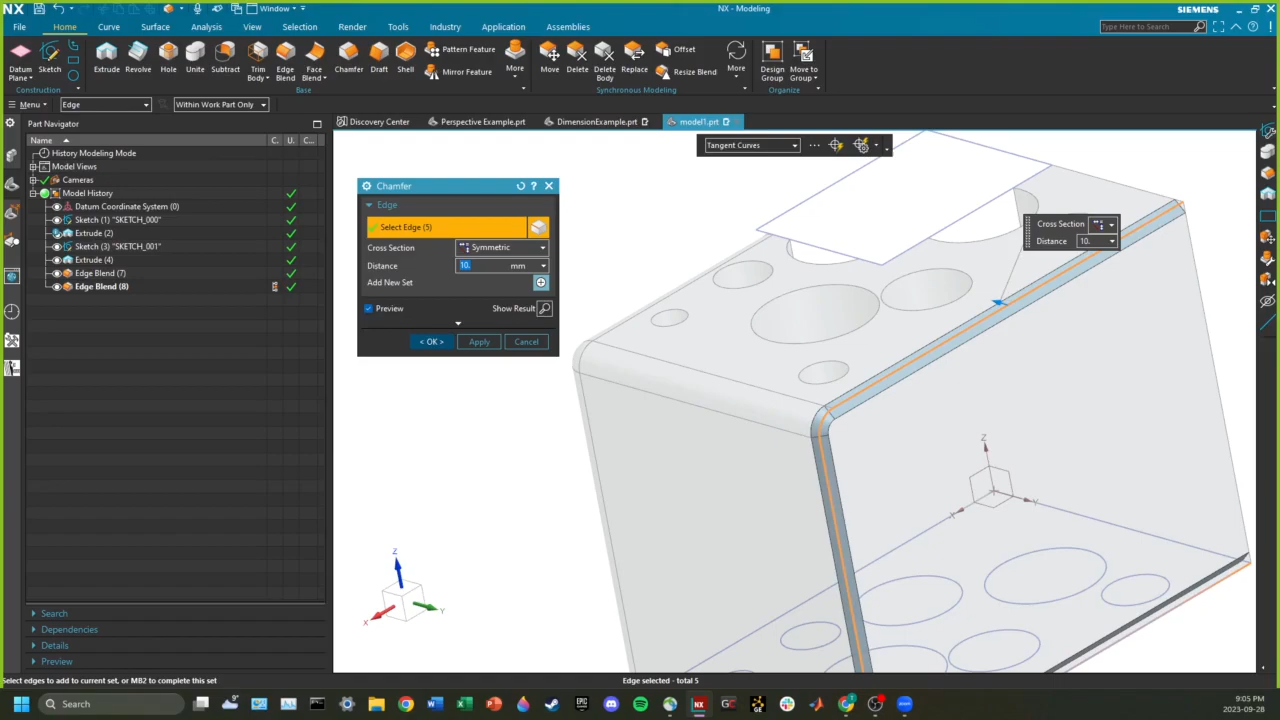 NX Window NX - Modeling SIEMENS
File Home Curve Surface Analysis View Selection Render Tools Industry Application Assemblies Type Here to Search
Datum Plane Sketch Extrude Revolve Hole Unite Subtract Trim Body Edge Blend Face Blend Chamfer Draft Shell Pattern Feature Mirror Feature More Move Delete Delete Body Replace Offset Resize Blend More Design Group Move to Group
Construction Base Synchronous Modeling Organize
Menu Edge Within Work Part Only
Part Navigator Discovery Center Perspective Example.prt DimensionExample.prt model1.prt
Name C. U. C...
Tangent Curves
History Modeling Mode
Model Views
Cameras
Model History
Datum Coordinate System (0)
Sketch (1) "SKETCH_000"
Extrude (2)
Sketch (3) "SKETCH_001"
Extrude (4)
Edge Blend (7)
Edge Blend (8)
Chamfer
Edge
Select Edge (5)
Cross Section Symmetric
Distance 10. mm
Add New Set
Preview Show Result
< OK > Apply Cancel
Cross Section
Distance 10.
Z
Y
X
Z
Y
X
Search
Dependencies
Details
Preview
Select edges to add to current set, or MB2 to complete this set Edge selected - total 5
Search 9:05 PM
2023-09-28